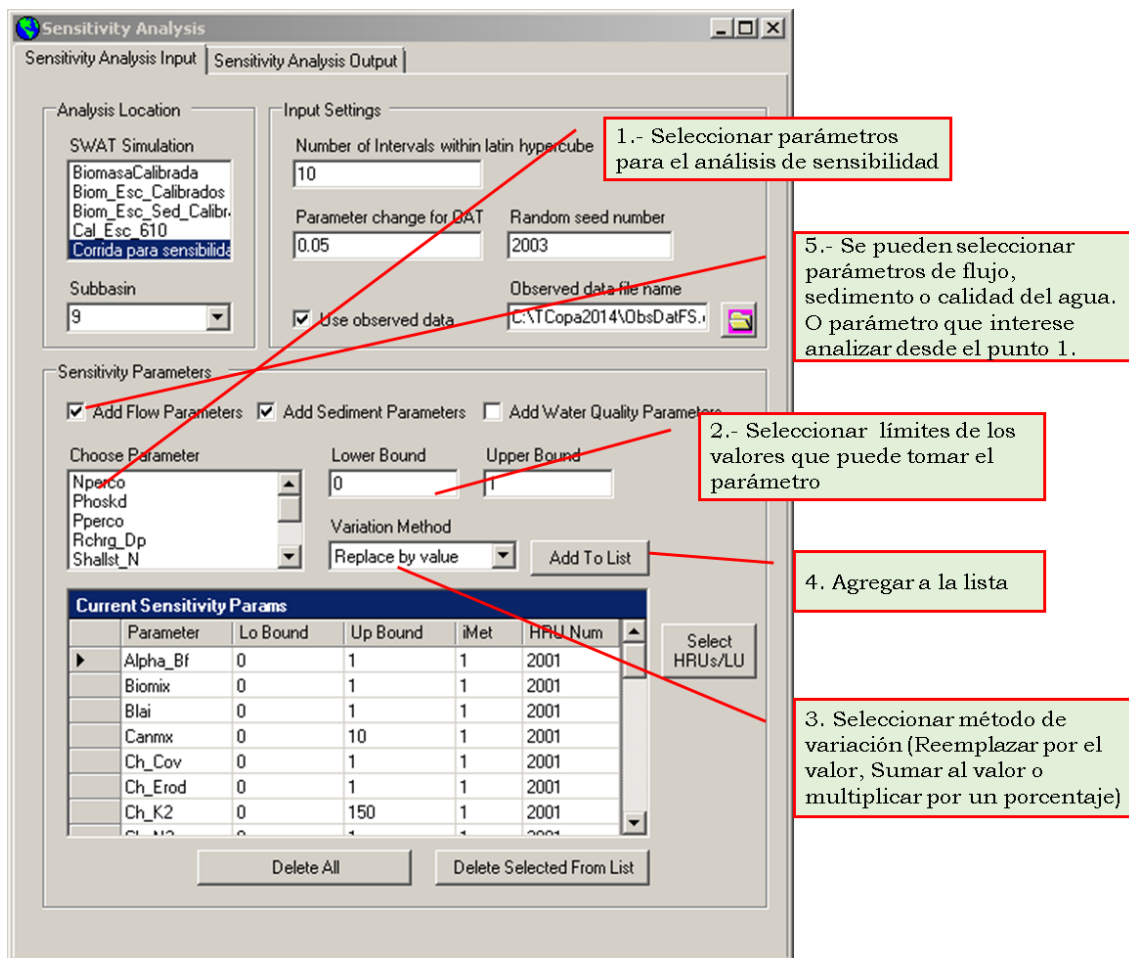 Sensitivity Analysis
Sensitivity Analysis Input
Sensitivity Analysis Output
Analysis Location
SWAT Simulation
BiomasaCalibrada
Biom_Esc_Calibrados
Biom_Esc_Sed_Calibr
Cal_Esc_610
Corrida para sensibilida
Subbasin
9
Input Settings
Number of Intervals within latin hypercube
10
Parameter change for OAT
0.05
Random seed number
2003
Use observed data
Observed data file name
C:\TCopa2014\ObsDatFS.
Sensitivity Parameters
Add Flow Parameters
Add Sediment Parameters
Add Water Quality Parameters
Choose Parameter
Nperco
Phoskd
Pperco
Rchrg_Dp
Shallst_N
Lower Bound
0
Upper Bound
1
Variation Method
Replace by value
Add To List
Current Sensitivity Params
Parameter Lo Bound Up Bound iMet HRU Num
Alpha_Bf 0 1 1 2001
Biomix 0 1 1 2001
Blai 0 1 1 2001
Canmx 0 10 1 2001
Ch_Cov 0 1 1 2001
Ch_Erod 0 1 1 2001
Ch_K2 0 150 1 2001
Select
HRUs/LU
Delete All
Delete Selected From List
1.- Seleccionar parámetros
para el análisis de sensibilidad
5.- Se pueden seleccionar
parámetros de flujo,
sedimento o calidad del agua.
O parámetro que interese
analizar desde el punto 1.
2.- Seleccionar límites de los
valores que puede tomar el
parámetro
4. Agregar a la lista
3. Seleccionar método de
variación (Reemplazar por el
valor, Sumar al valor o
multiplicar por un porcentaje)